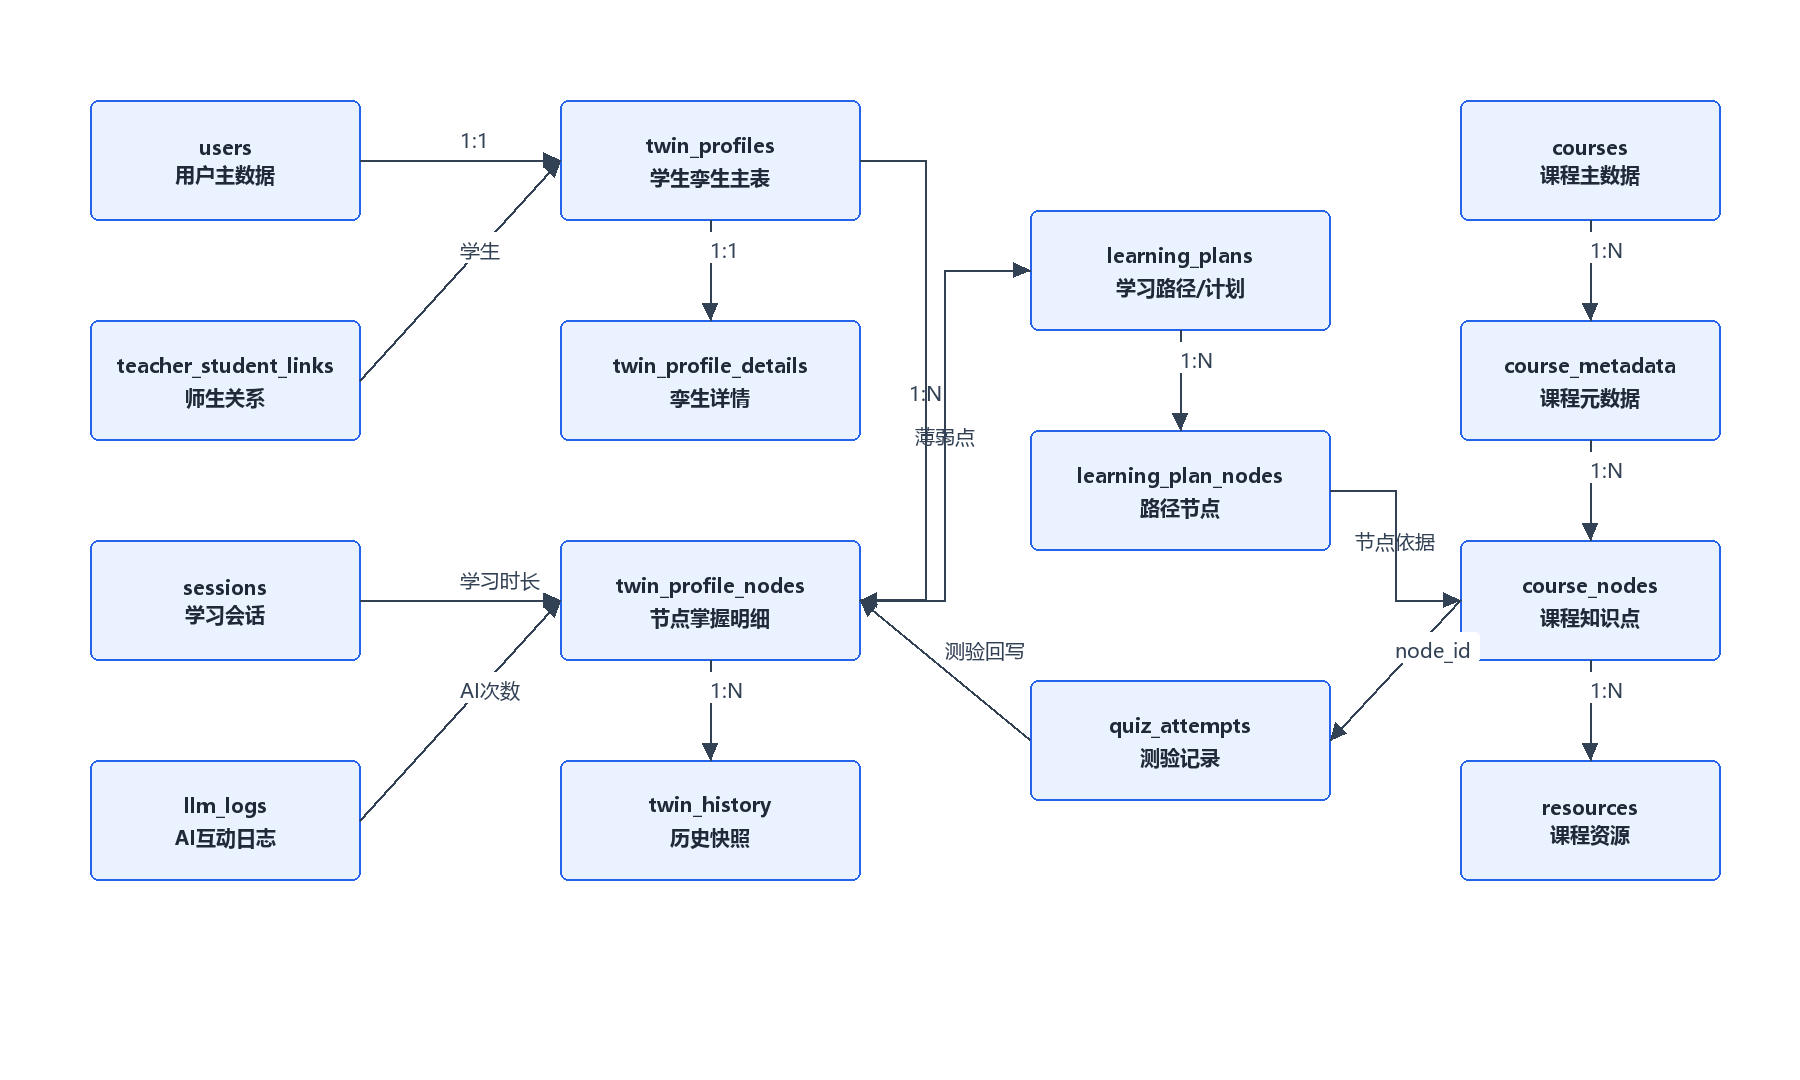 users
用户主数据
1:1
twin_profiles
学生孪生主表
courses
课程主数据
学生
1:1
learning_plans
学习路径/计划
1:N
teacher_student_links
师生关系
twin_profile_details
孪生详情
1:N
薄弱点
1:N
course_metadata
课程元数据
learning_plan_nodes
路径节点
1:N
节点依据
sessions
学习会话
学习时长
twin_profile_nodes
节点掌握明细
course_nodes
课程知识点
测验回写
node_id
AI次数
1:N
quiz_attempts
测验记录
1:N
llm_logs
AI互动日志
twin_history
历史快照
resources
课程资源